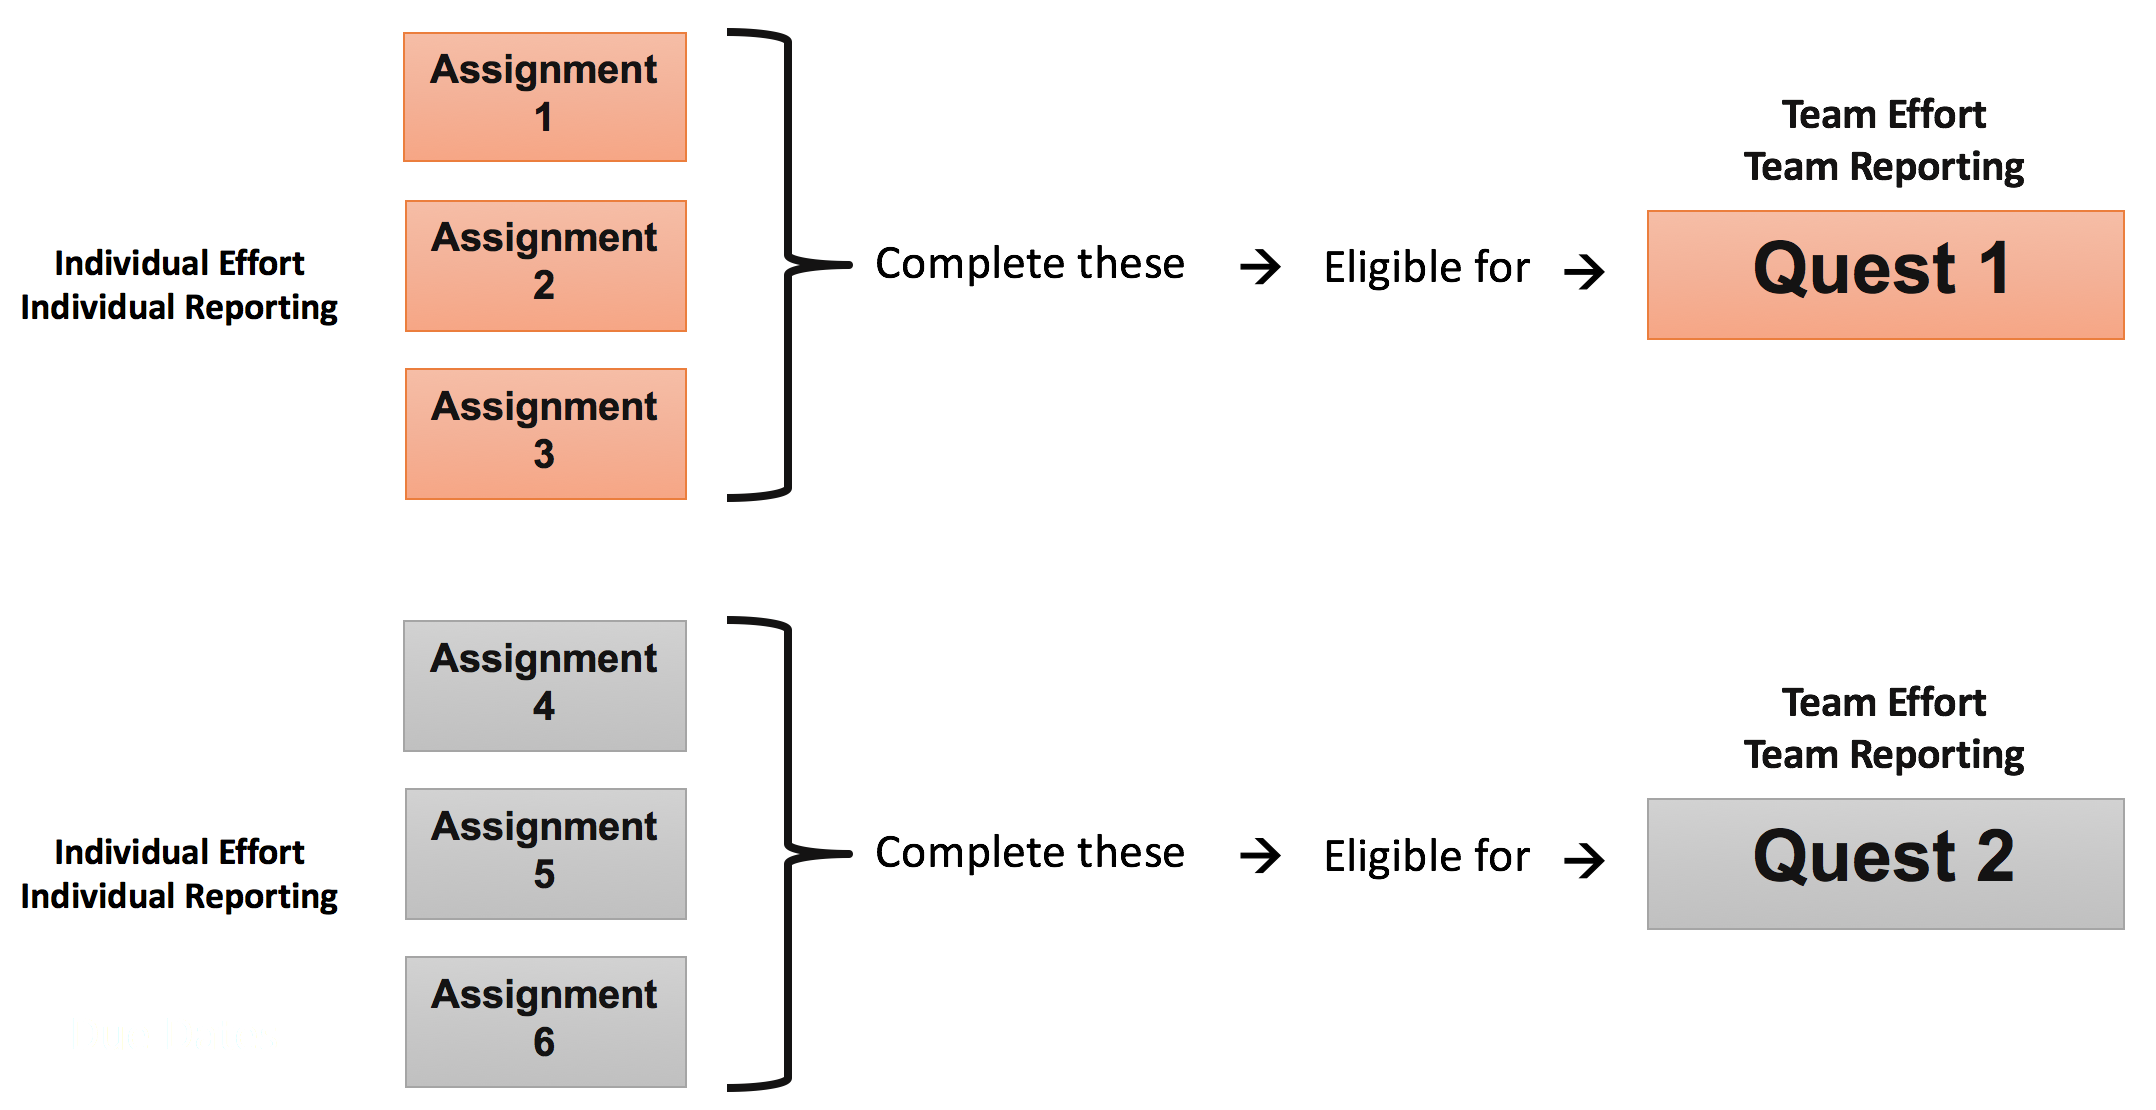 Assignment
1
Assignment
2
Assignment
3
Individual Effort
Individual Reporting
Complete these → Eligible for →
Team Effort
Team Reporting
Quest 1
Assignment
4
Assignment
5
Assignment
6
Individual Effort
Individual Reporting
Complete these → Eligible for →
Team Effort
Team Reporting
Quest 2